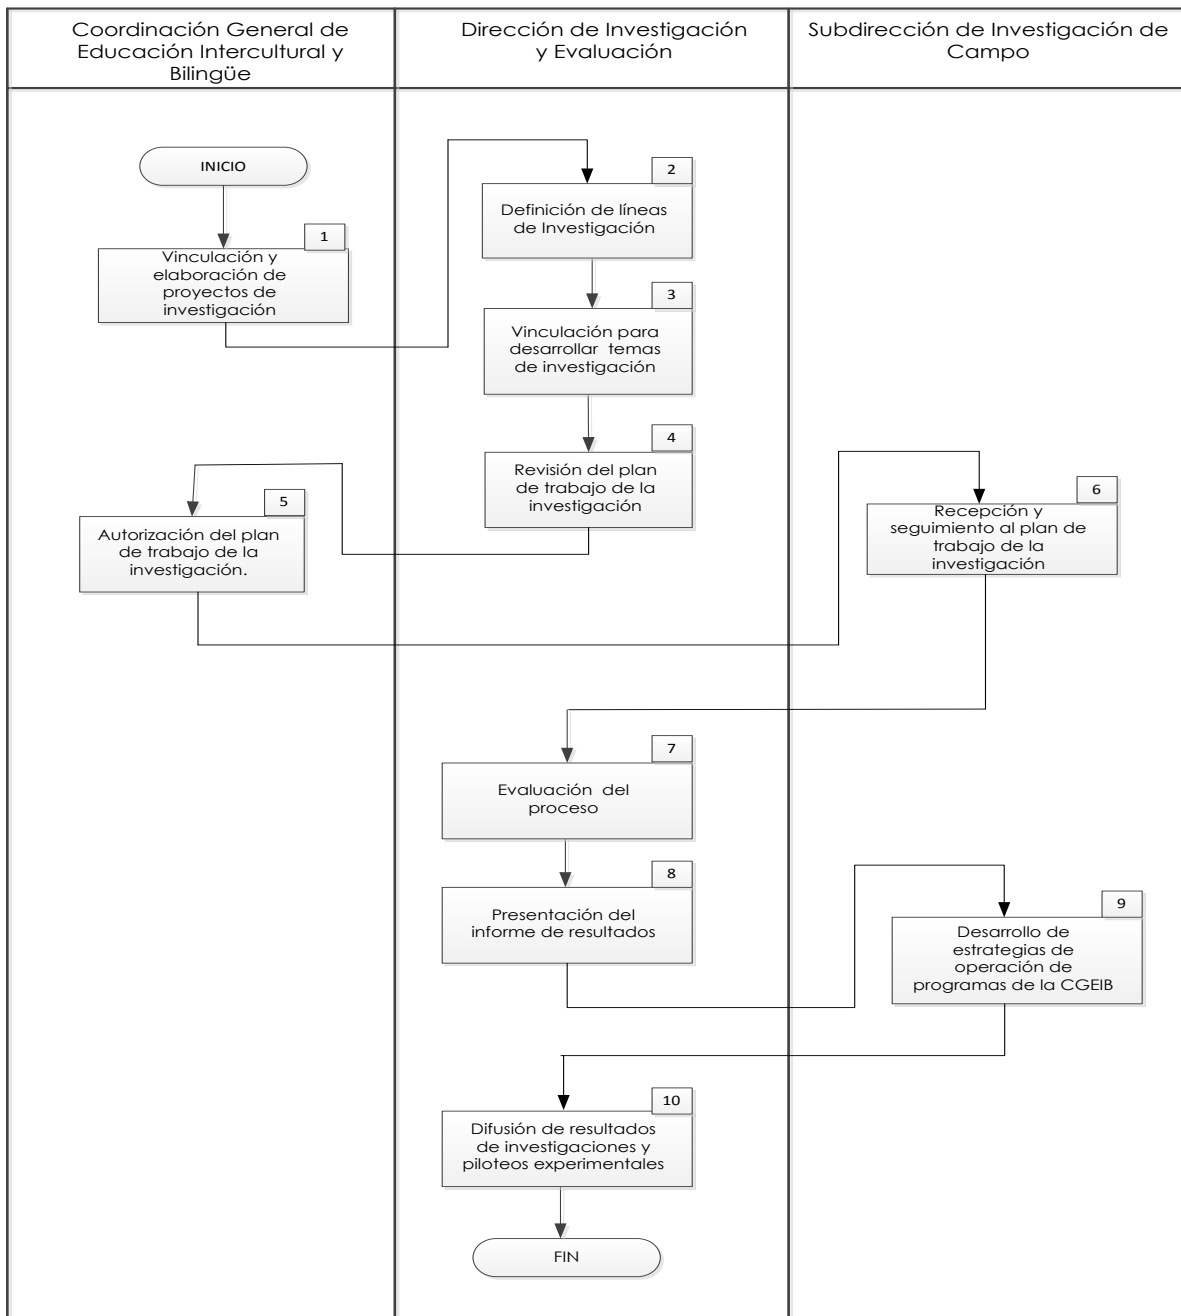 Coordinación General de
Educación Intercultural y
Bilingüe
Dirección de Investigación
y Evaluación
Subdirección de Investigación de
Campo
INICIO
1
Vinculación y
elaboración de
proyectos de
investigación
2
Definición de líneas
de Investigación
3
Vinculación para
desarrollar temas
de investigación
4
Revisión del plan
de trabajo de la
investigación
5
Autorización del plan
de trabajo de la
investigación.
6
Recepción y
seguimiento al plan de
trabajo de la
investigación
7
Evaluación del
proceso
8
Presentación del
informe de resultados
9
Desarrollo de
estrategias de
operación de
programas de la CGEIB
10
Difusión de resultados
de investigaciones y
piloteos experimentales
FIN